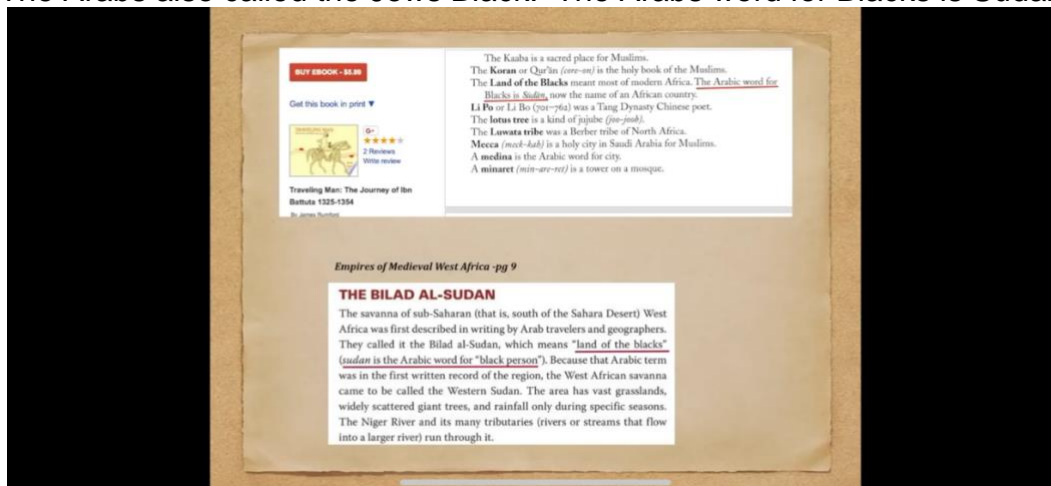 The Arabs also called the Jews Black. The Arabs word for Blacks is Sudan
BUY EBOOK - $5.99
Get this book in print ▼
G+
2 Reviews
Write review
Traveling Man: The Journey of Ibn
Battuta 1325-1354
By James Rumford
The Kaaba is a sacred place for Muslims.
The Koran or Qur'än (core-en) is the holy book of the Muslims.
The Land of the Blacks meant most of modern Africa. The Arabic word for
Blacks is Sudän, now the name of an African country.
Li Po or Li Bo (701–762) was a Tang Dynasty Chinese poet.
The lotus tree is a kind of jujube (joo-joob).
The Luwata tribe was a Berber tribe of North Africa.
Mecca (meck-kah) is a holy city in Saudi Arabia for Muslims.
A medina is the Arabic word for city.
A minaret (min-are-ret) is a tower on a mosque.
Empires of Medieval West Africa -pg 9
THE BILAD AL-SUDAN
The savanna of sub-Saharan (that is, south of the Sahara Desert) West
Africa was first described in writing by Arab travelers and geographers.
They called it the Bilad al-Sudan, which means "land of the blacks"
(sudan is the Arabic word for "black person"). Because that Arabic term
was in the first written record of the region, the West African savanna
came to be called the Western Sudan. The area has vast grasslands,
widely scattered giant trees, and rainfall only during specific seasons.
The Niger River and its many tributaries (rivers or streams that flow
into a larger river) run through it.